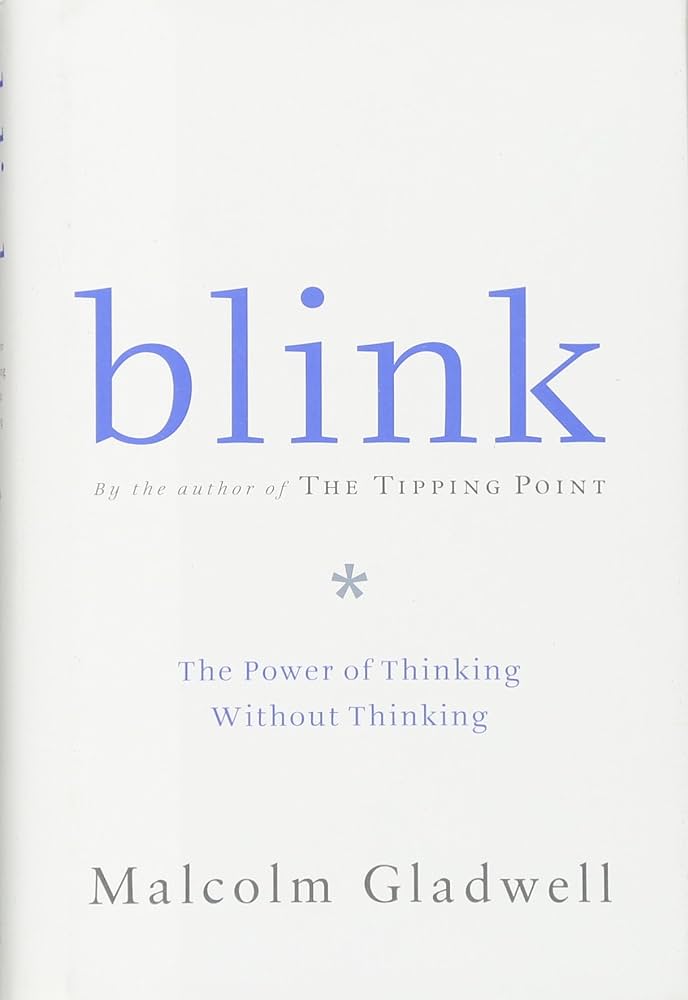 blink
By the author of THE TIPPING POINT
*
The Power of Thinking
Without Thinking
Malcolm Gladwell